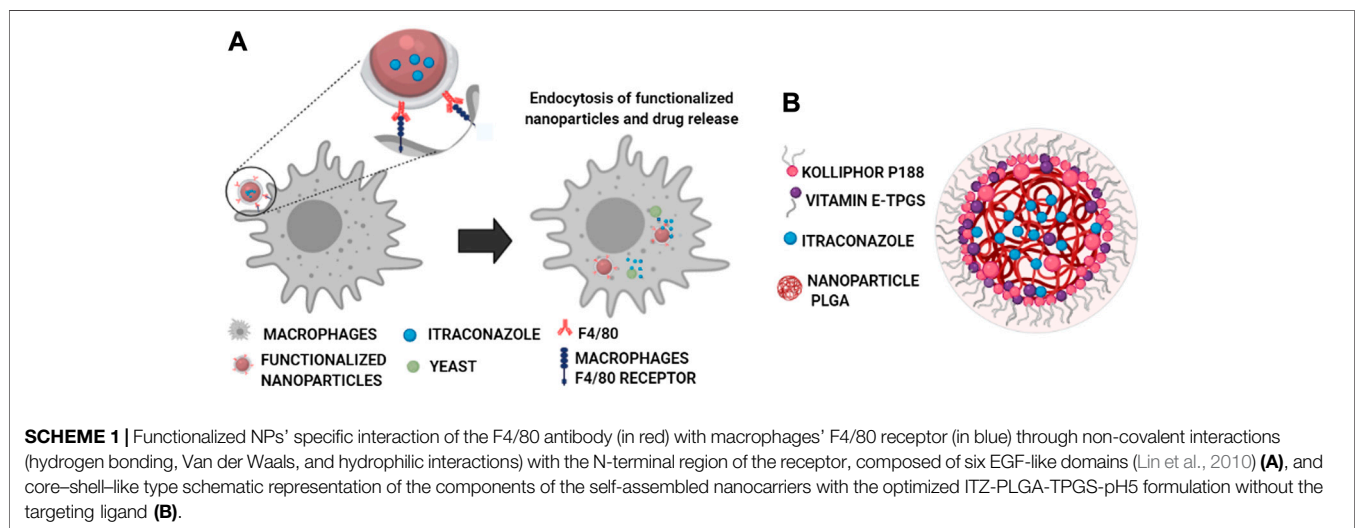 A
Endocytosis of functionalized
nanoparticles and drug release
MACROPHAGES
FUNCTIONALIZED
NANOPARTICLES
ITRACONAZOLE
YEAST
F4/80
MACROPHAGES
F4/80 RECEPTOR
B
KOLLIPHOR P188
VITAMIN E-TPGS
ITRACONAZOLE
NANOPARTICLE
PLGA
SCHEME 1 | Functionalized NPs’ specific interaction of the F4/80 antibody (in red) with macrophages’ F4/80 receptor (in blue) through non-covalent interactions
(hydrogen bonding, Van der Waals, and hydrophilic interactions) with the N-terminal region of the receptor, composed of six EGF-like domains (Lin et al., 2010) (A), and
core–shell–like type schematic representation of the components of the self-assembled nanocarriers with the optimized ITZ-PLGA-TPGS-pH5 formulation without the
targeting ligand (B).